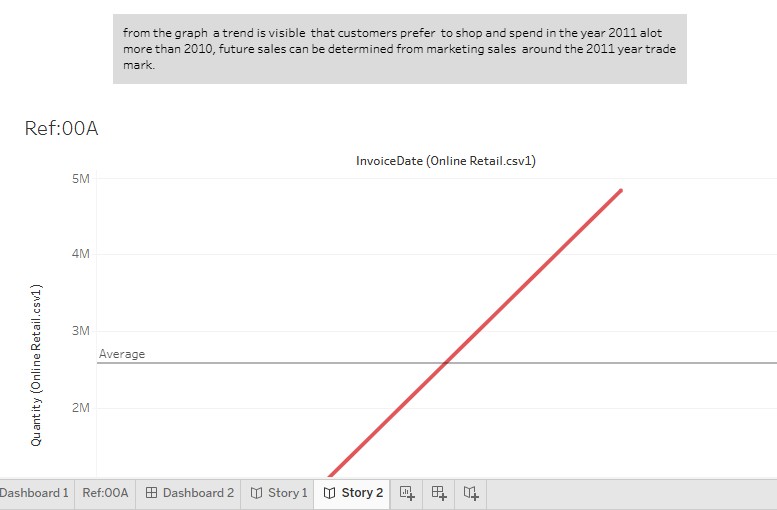 from the graph a trend is visible that customers prefer to shop and spend in the year 2011 alot
more than 2010, future sales can be determined from marketing sales around the 2011 year trade
mark.
Ref:00A
InvoiceDate (Online Retail.csv1)
5M
4M
3M
Average
2M
Quantity (Online Retail.csv1)
Dashboard 1 Ref:00A Dashboard 2 Story 1 Story 2